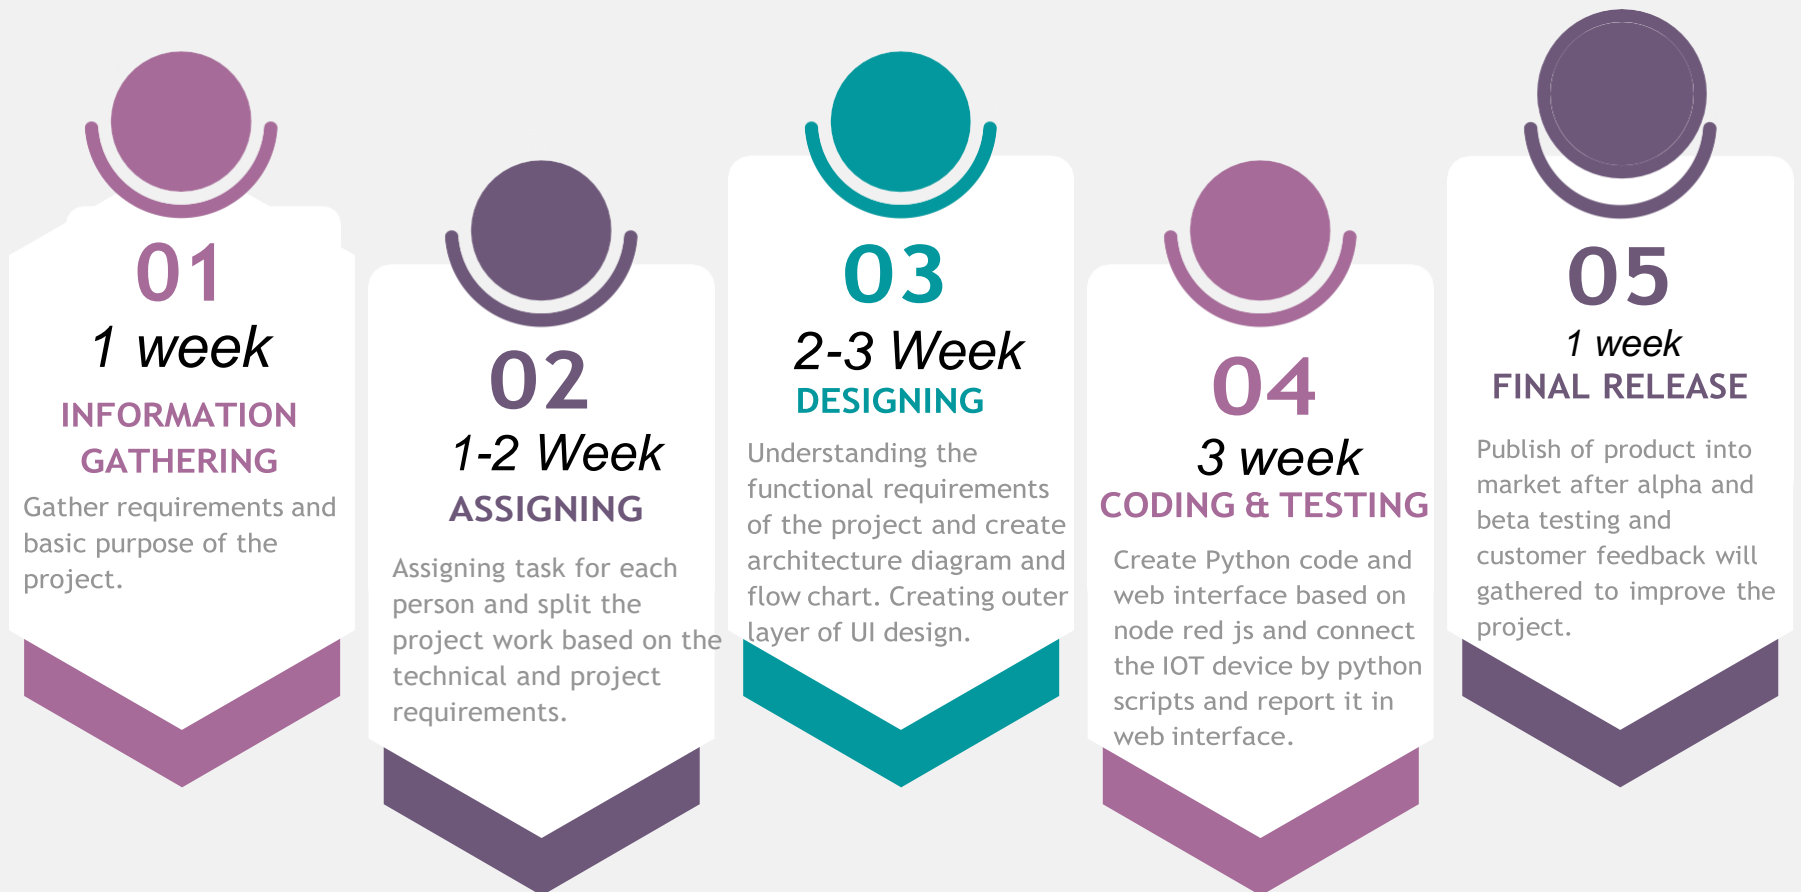 01
1 week
INFORMATION
GATHERING
Gather requirements and
basic purpose of the
project.
02
1-2 Week
ASSIGNING
Assigning task for each
person and split the
project work based on the
technical and project
requirements.
03
2-3 Week
DESIGNING
Understanding the
functional requirements
of the project and create
architecture diagram and
flow chart. Creating outer
layer of UI design.
04
3 week
CODING & TESTING
Create Python code and
web interface based on
node red js and connect
the IOT device by python
scripts and report it in
web interface.
05
1 week
FINAL RELEASE
Publish of product into
market after alpha and
beta testing and
customer feedback will
gathered to improve the
project.